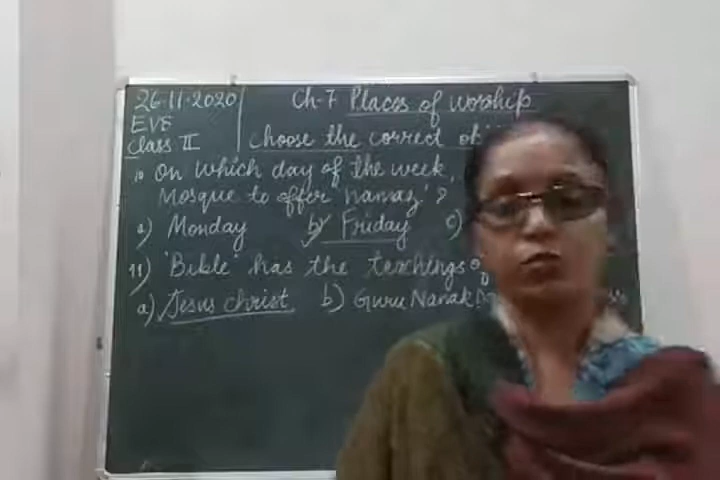 26.11.2020
EVS
Class II
Ch-7 Places of worship
choose the correct
10 On which day of the week,
Mosque to offer namaz'?
a) Monday b) Friday c)
11) 'Bible' has the teachings of
a) Jesus christ b) Guru Nanak